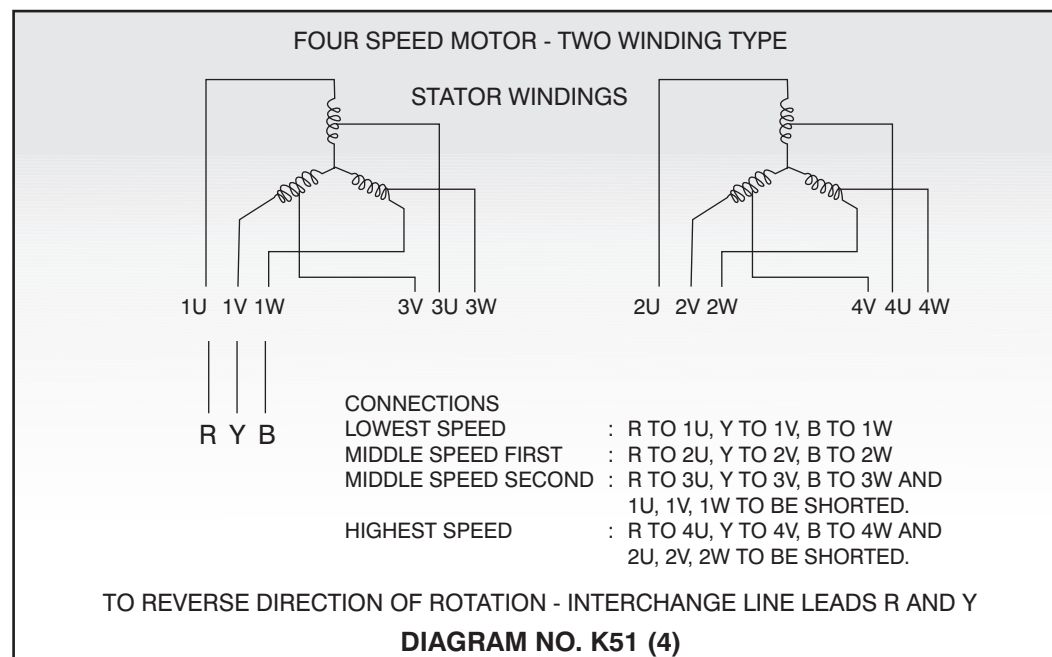 FOUR SPEED MOTOR - TWO WINDING TYPE
STATOR WINDINGS
1U 1V 1W 3V 3U 3W 2U 2V 2W 4V 4U 4W
R Y B
CONNECTIONS
LOWEST SPEED : R TO 1U, Y TO 1V, B TO 1W
MIDDLE SPEED FIRST : R TO 2U, Y TO 2V, B TO 2W
MIDDLE SPEED SECOND : R TO 3U, Y TO 3V, B TO 3W AND
1U, 1V, 1W TO BE SHORTED.
HIGHEST SPEED : R TO 4U, Y TO 4V, B TO 4W AND
2U, 2V, 2W TO BE SHORTED.
TO REVERSE DIRECTION OF ROTATION - INTERCHANGE LINE LEADS R AND Y
DIAGRAM NO. K51 (4)